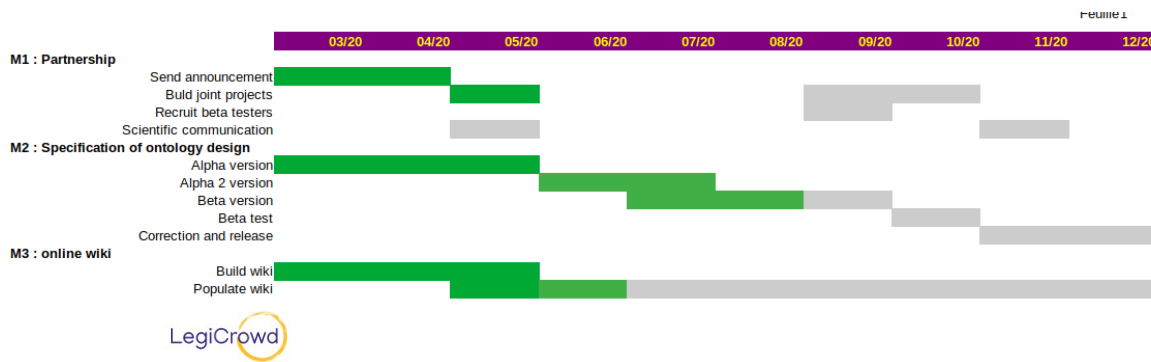 Feuille1
03/20 04/20 05/20 06/20 07/20 08/20 09/20 10/20 11/20 12/20
M1 : Partnership
Send announcement
Buld joint projects
Recruit beta testers
Scientific communication
M2 : Specification of ontology design
Alpha version
Alpha 2 version
Beta version
Beta test
Correction and release
M3 : online wiki
Build wiki
Populate wiki
LegiCrowd